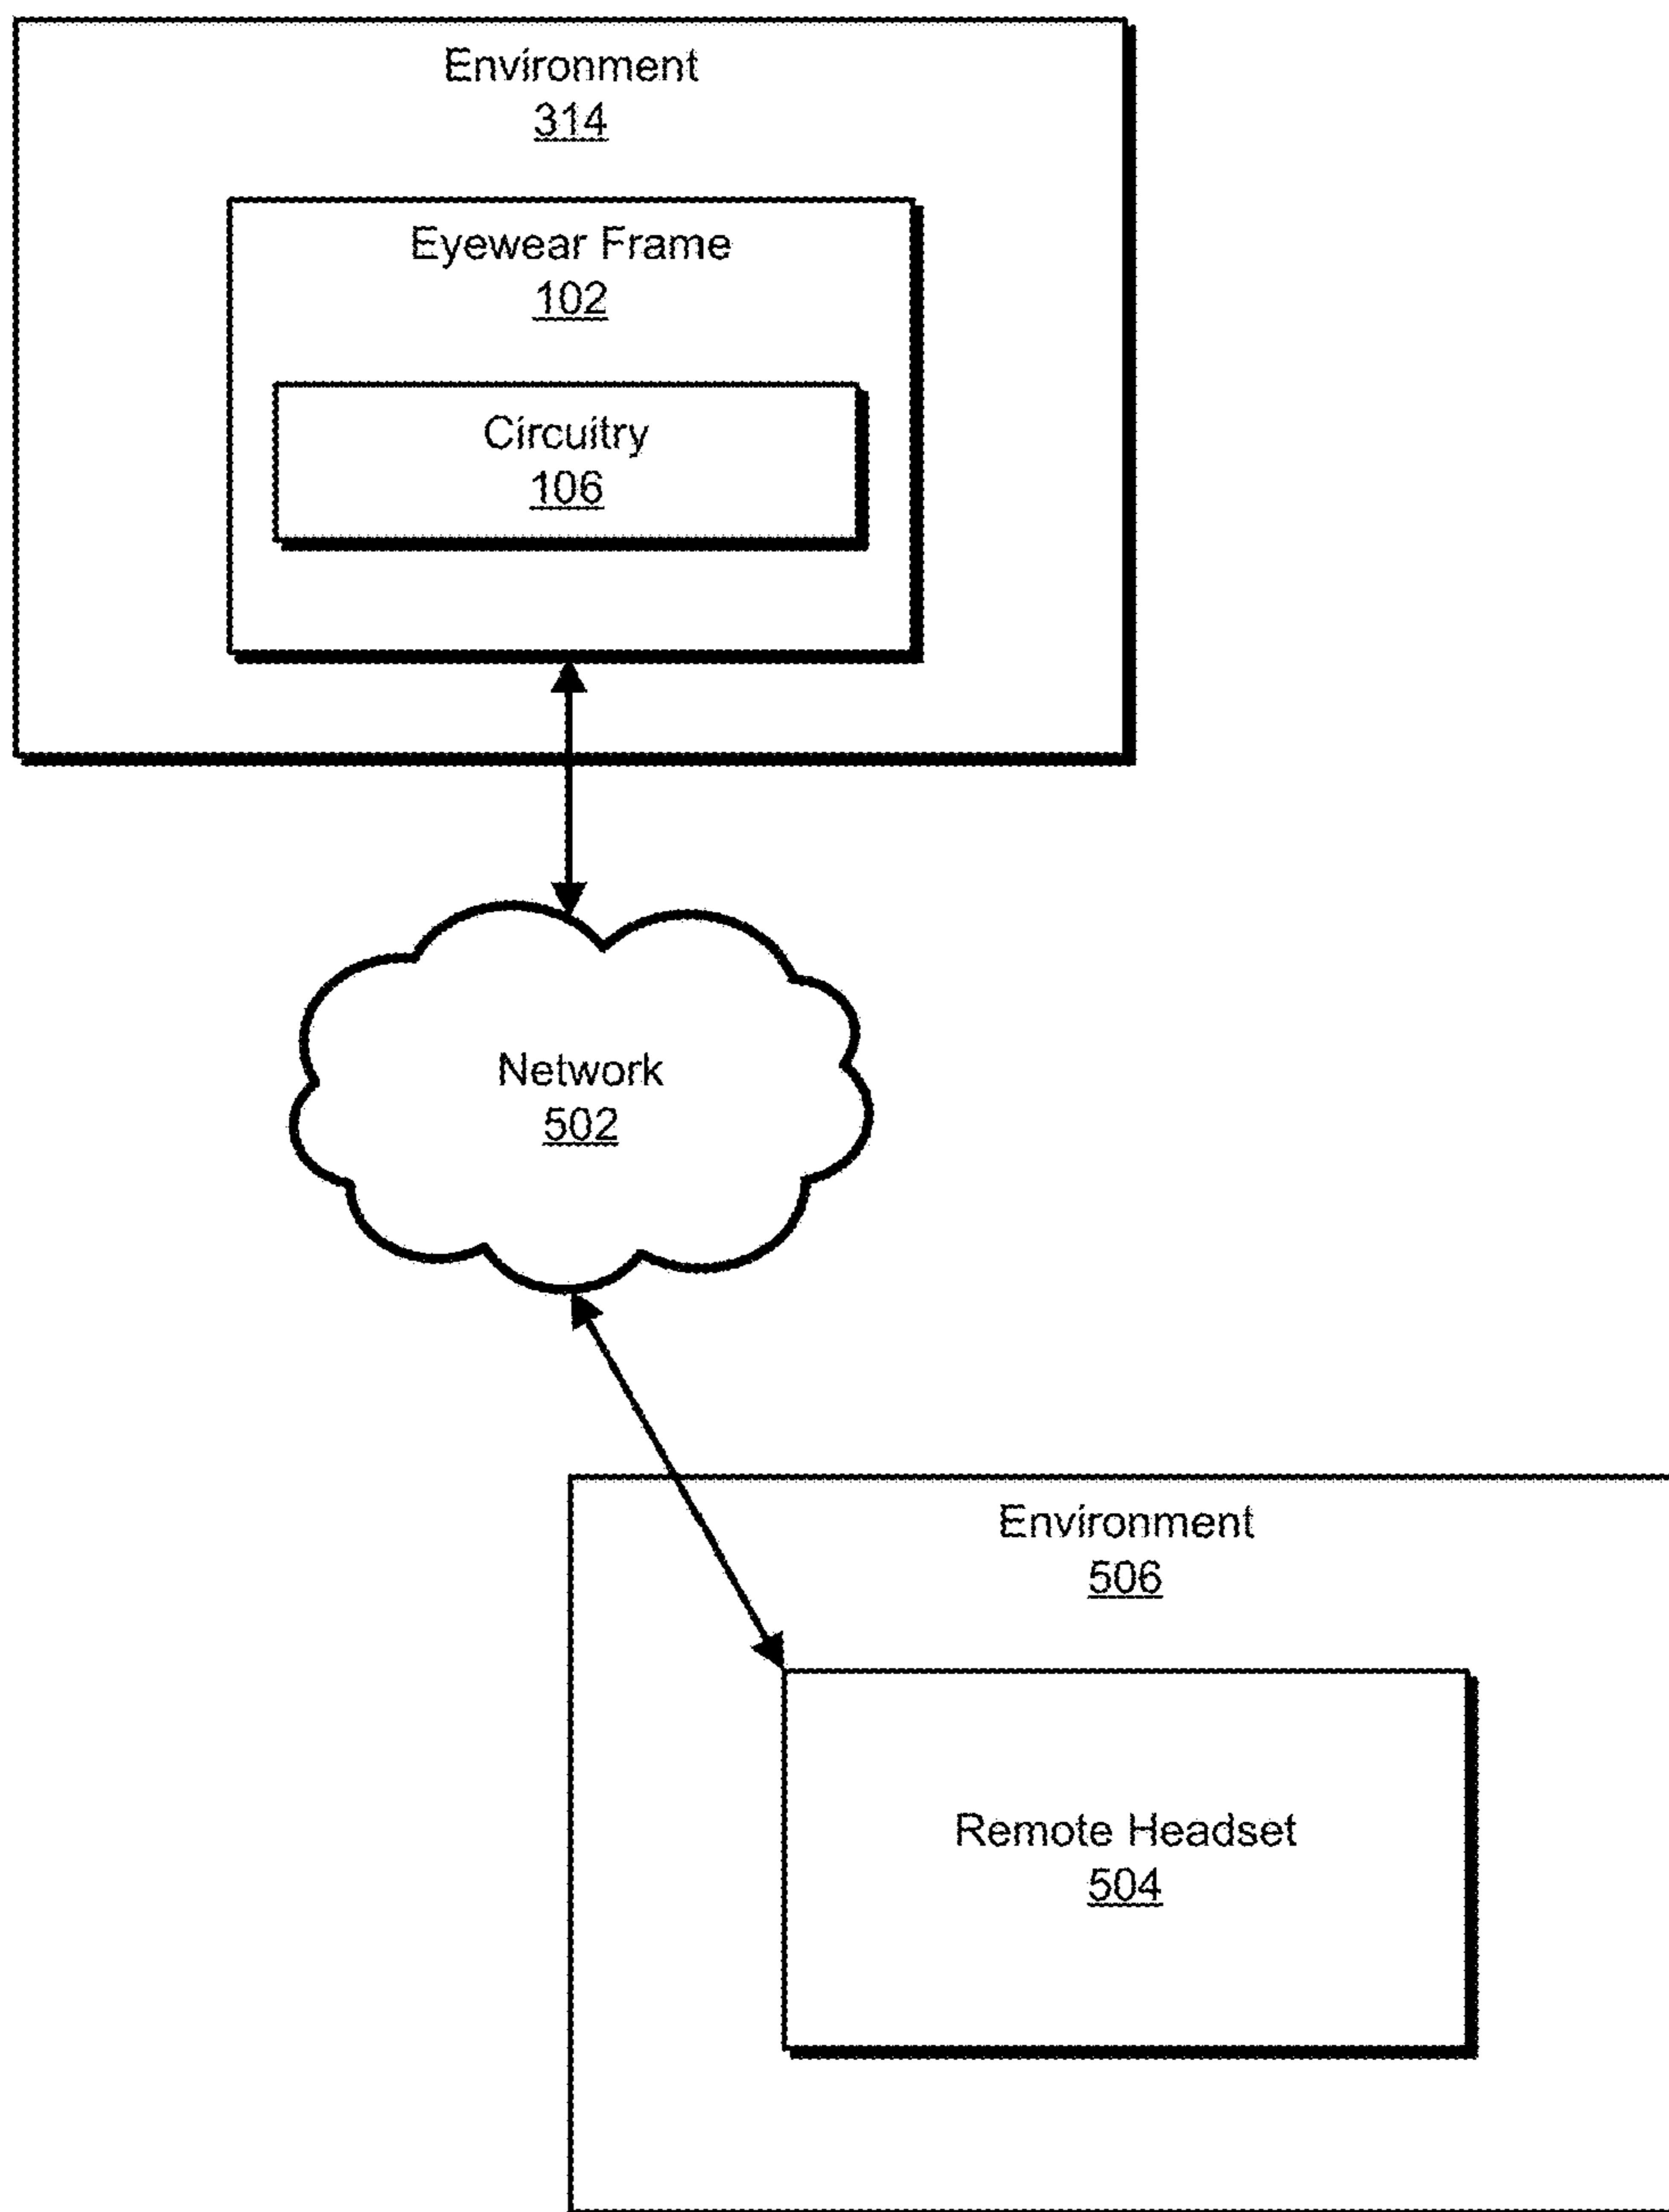 Environment
314
Eyewear Frame
102
Circuitry
106
Network
502
Environment
506
Remote Headset
504